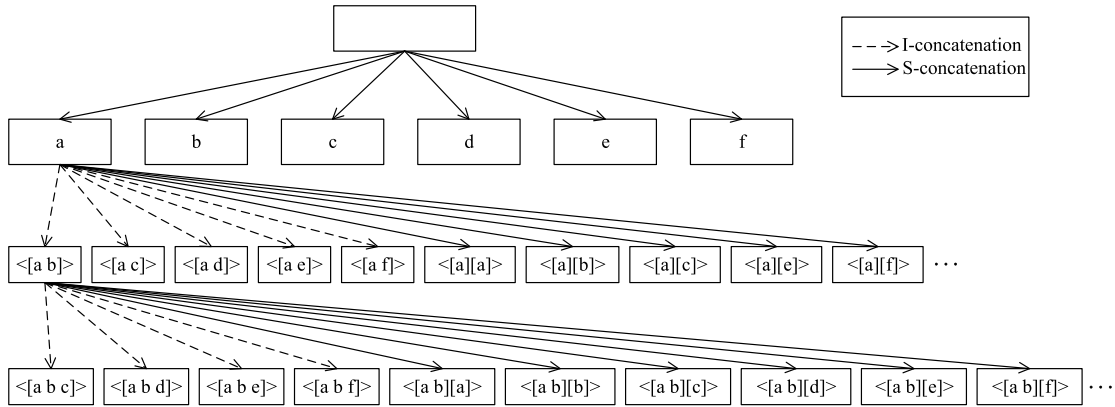 I-concatenation
S-concatenation
a b c d e f
<[a b]> <[a c]> <[a d]> <[a e]> <[a f]> <[a][a]> <[a][b]> <[a][c]> <[a][e]> <[a][f]> ···
<[a b c]> <[a b d]> <[a b e]> <[a b f]> <[a b][a]> <[a b][b]> <[a b][c]> <[a b][d]> <[a b][e]> <[a b][f]> ···